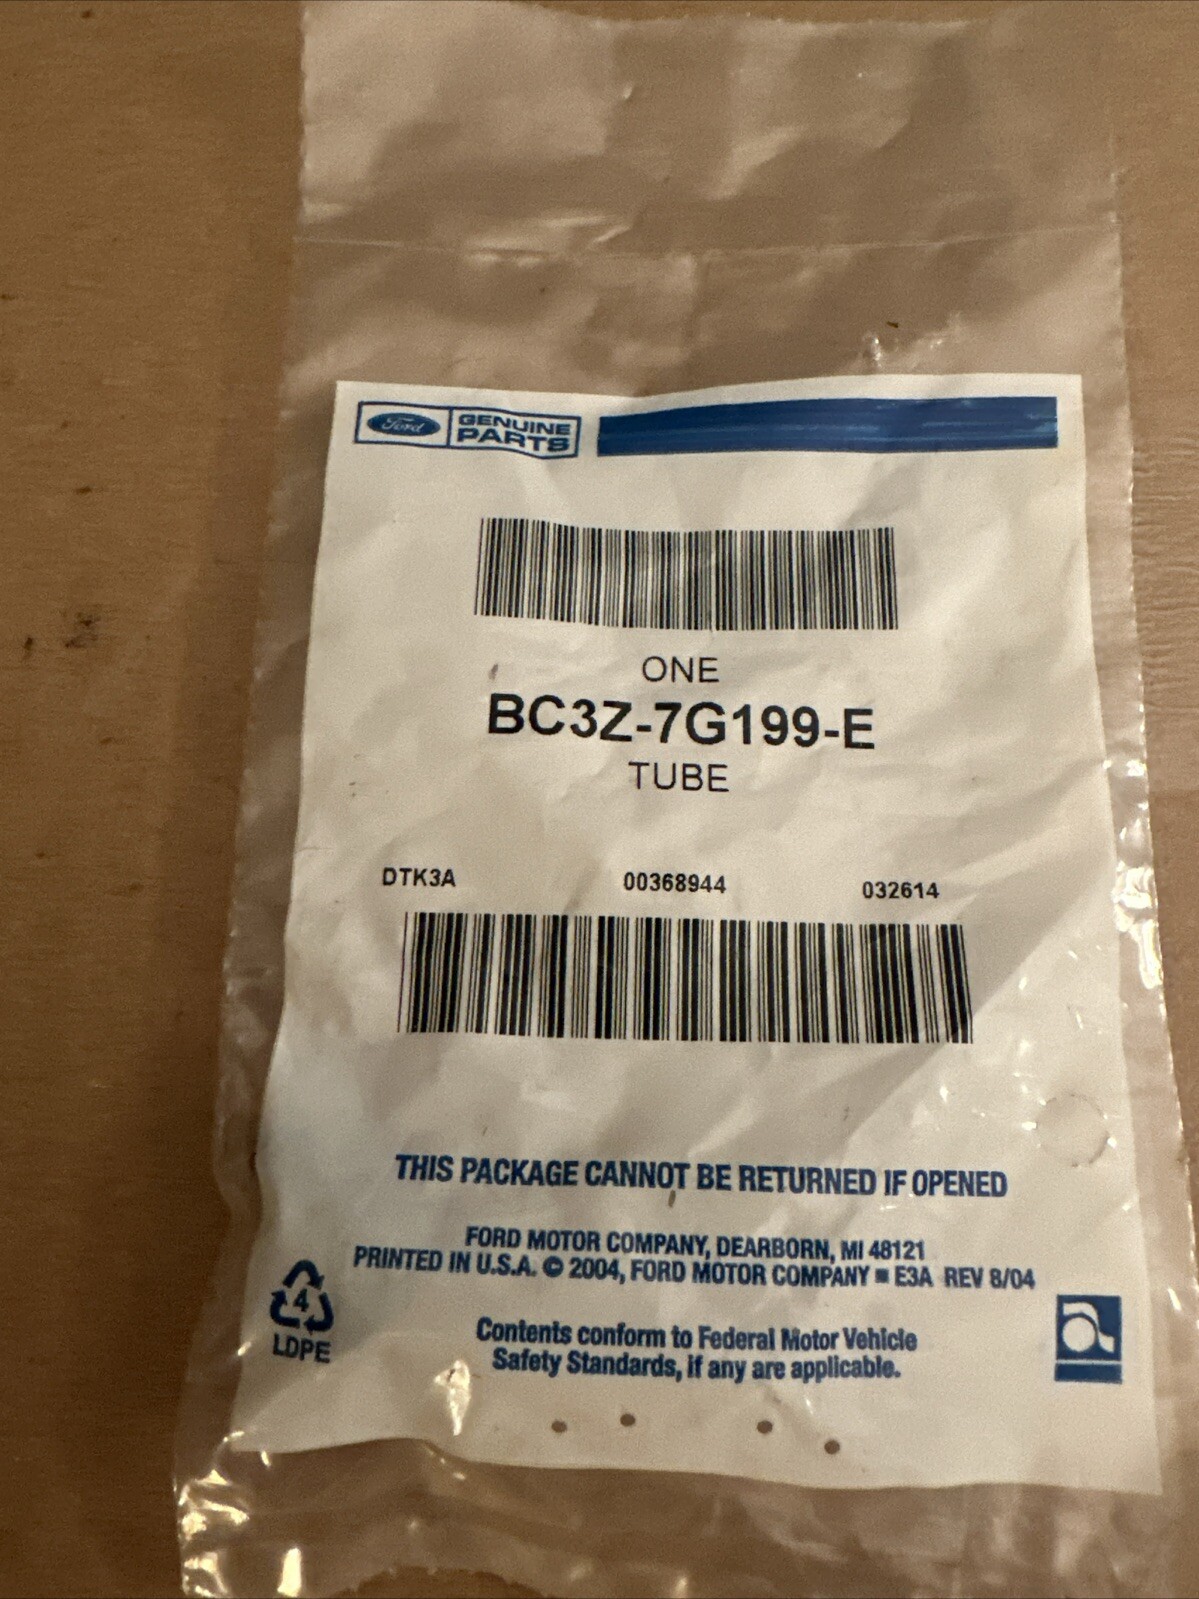 Ford GENUINE PARTS
ONE
BC3Z-7G199-E
TUBE
DTK3A 00368944 032614
THIS PACKAGE CANNOT BE RETURNED IF OPENED
FORD MOTOR COMPANY, DEARBORN, MI 48121
PRINTED IN U.S.A. © 2004, FORD MOTOR COMPANY ■ E3A REV 8/04
4
LDPE
Contents conform to Federal Motor Vehicle
Safety Standards, if any are applicable.